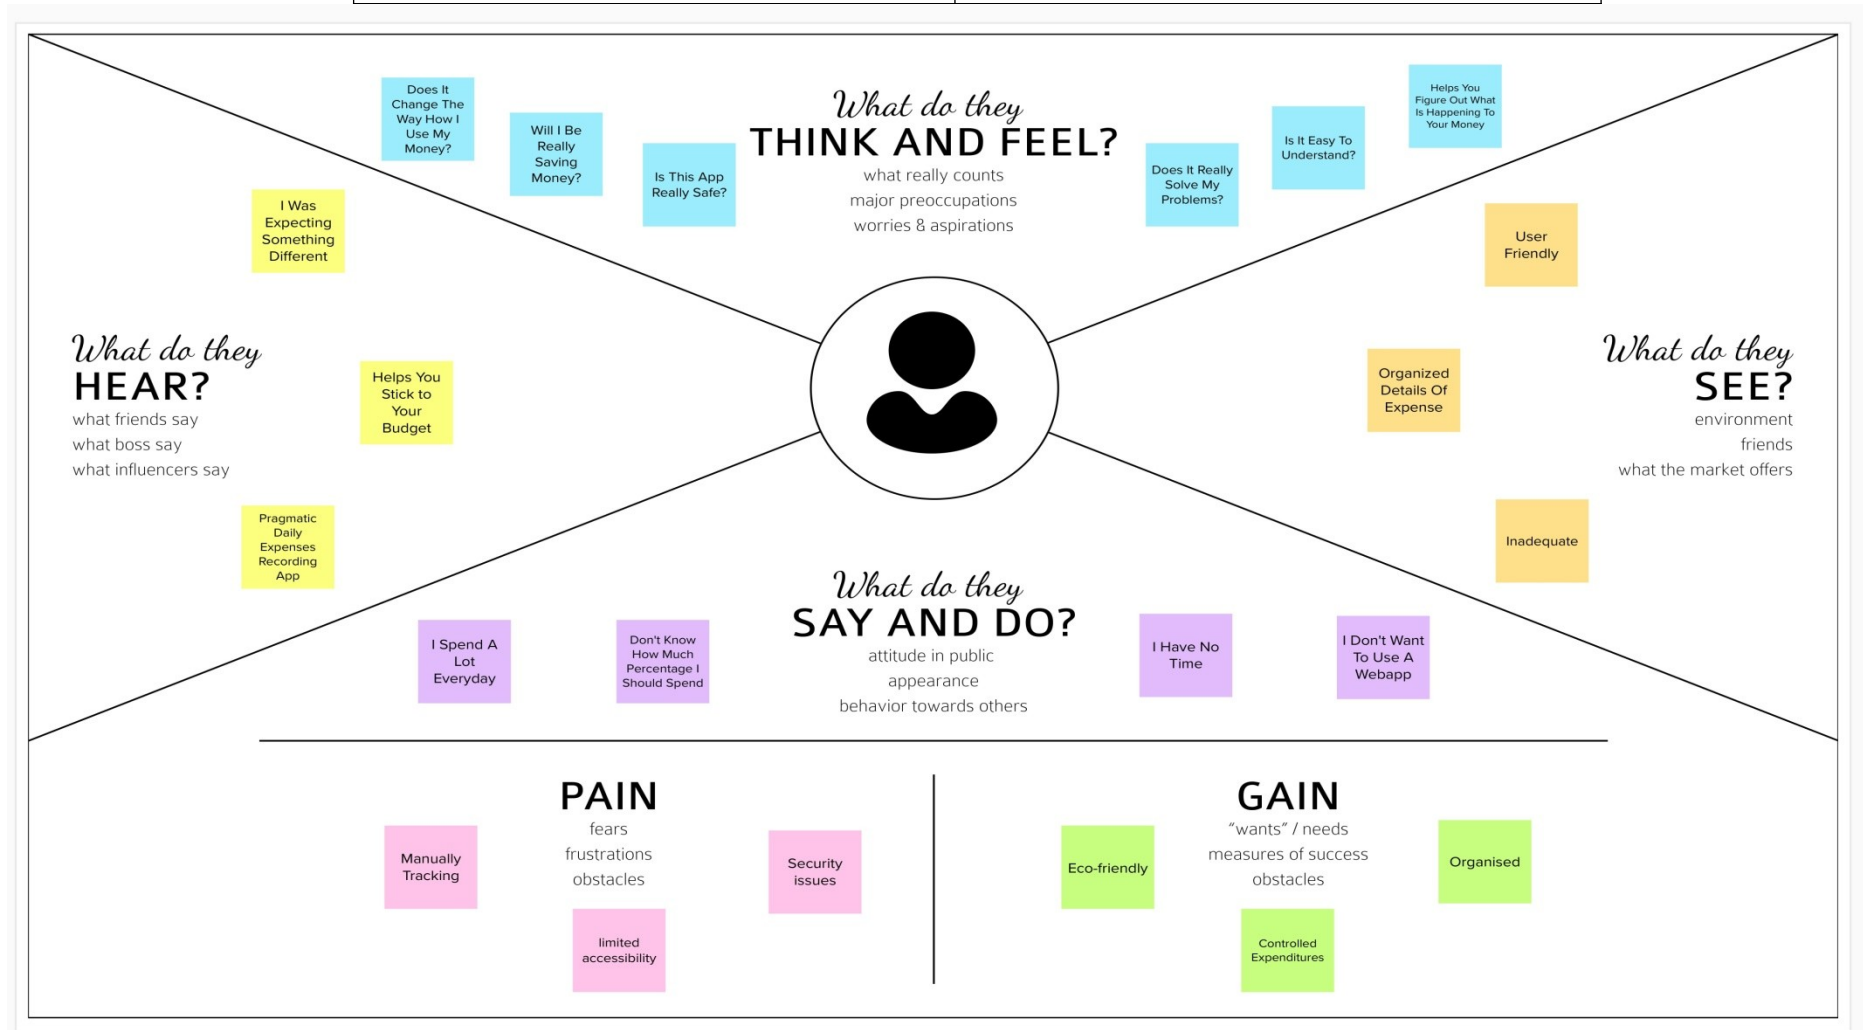 What do they
THINK AND FEEL?
what really counts
major preoccupations
worries & aspirations
Does It
Change The
Way How I
Use My
Money?
Will I Be
Really
Saving
Money?
Is This App
Really Safe?
Does It Really
Solve My
Problems?
Is It Easy To
Understand?
Helps You
Figure Out What
Is Happening To
Your Money
What do they
HEAR?
what friends say
what boss say
what influencers say
I Was
Expecting
Something
Different
Helps You
Stick to
Your
Budget
Pragmatic
Daily
Expenses
Recording
App
What do they
SEE?
environment
friends
what the market offers
User
Friendly
Organized
Details Of
Expense
Inadequate
What do they
SAY AND DO?
attitude in public
appearance
behavior towards others
I Spend A
Lot
Everyday
Don't Know
How Much
Percentage I
Should Spend
I Have No
Time
I Don't Want
To Use A
Webapp
PAIN
fears
frustrations
obstacles
Manually
Tracking
limited
accessibility
Security
issues
GAIN
“wants” / needs
measures of success
obstacles
Eco-friendly
Controlled
Expenditures
Organised